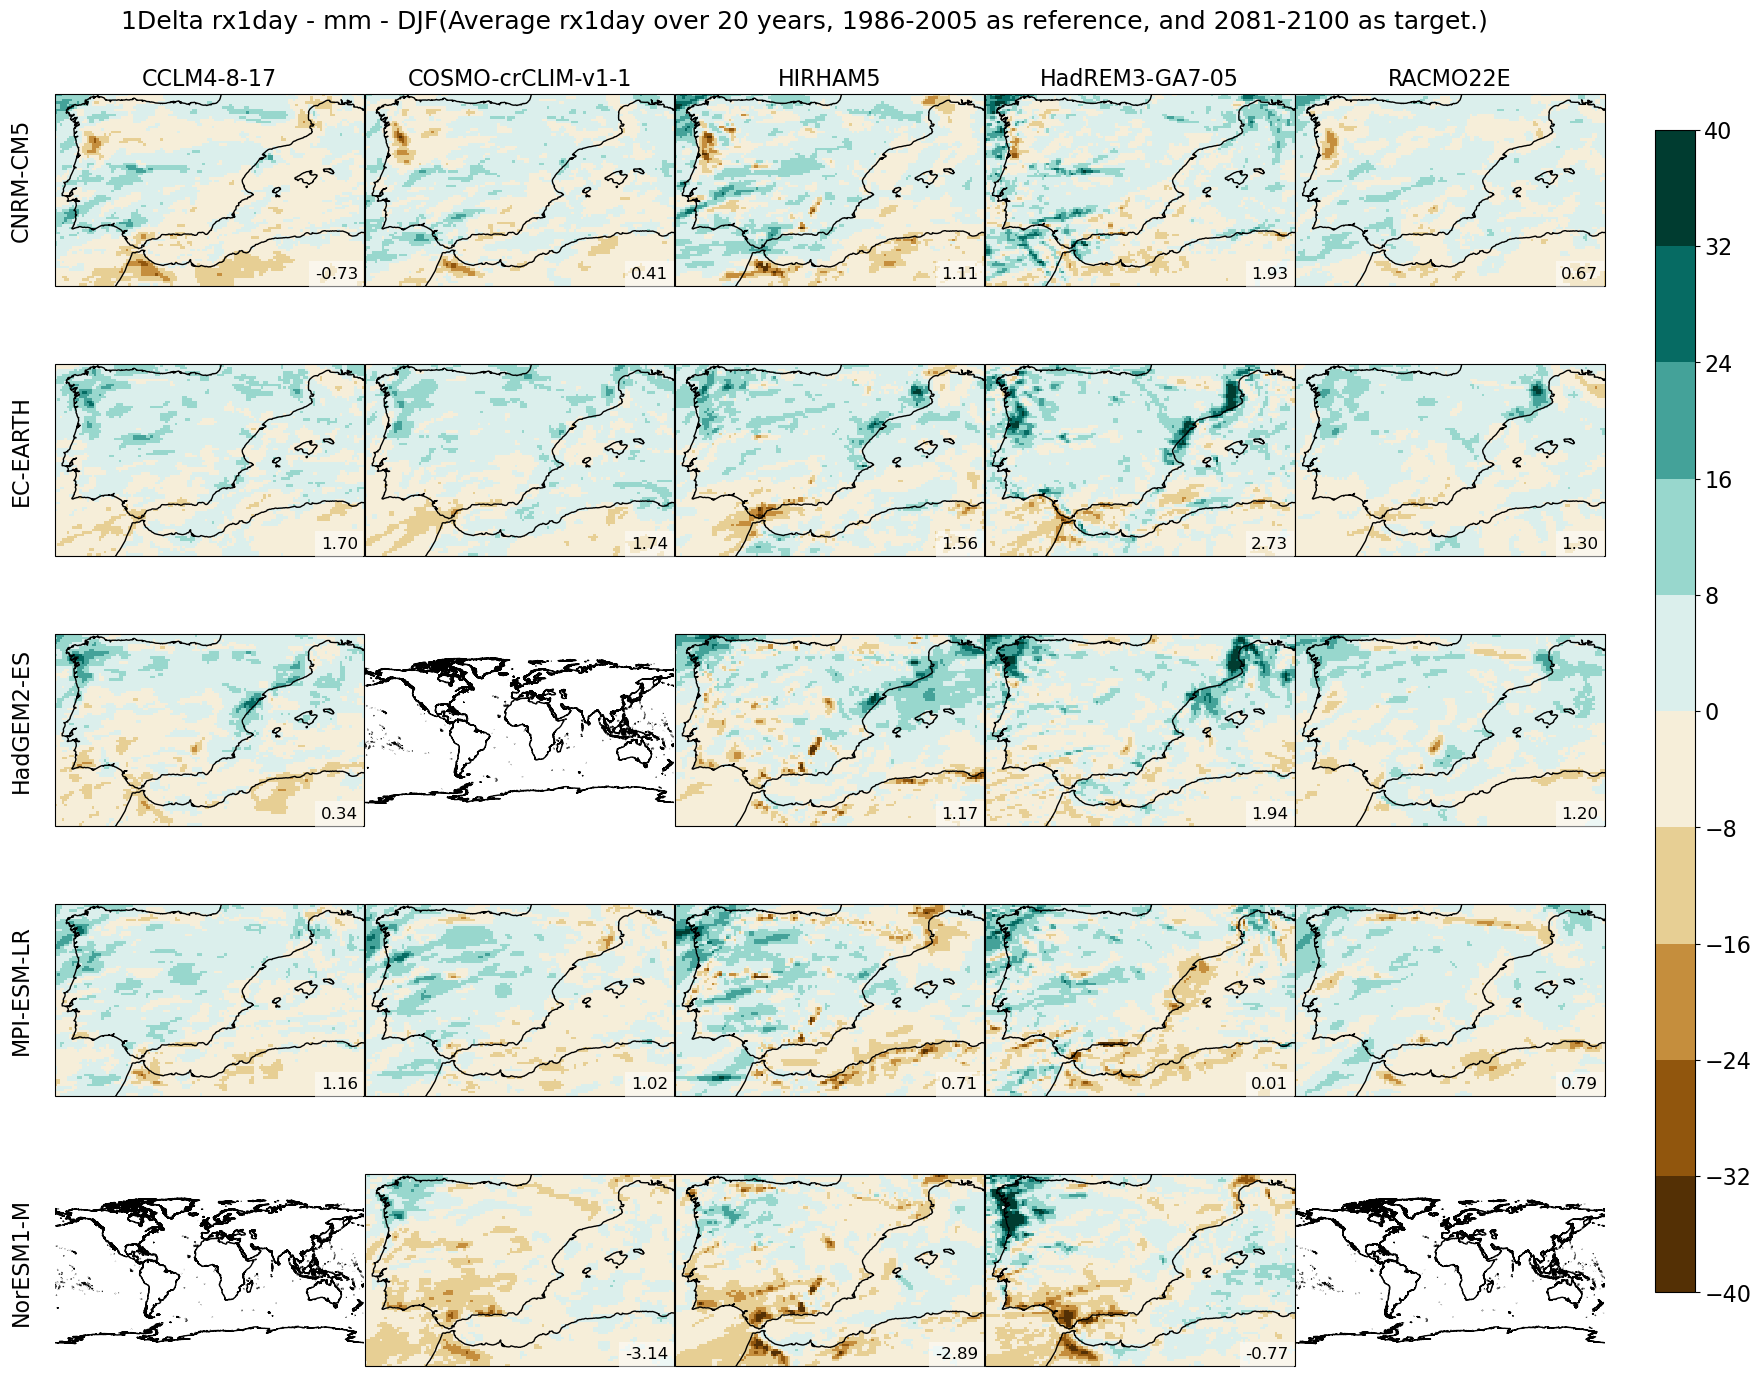 1Delta rx1day - mm - DJF(Average rx1day over 20 years, 1986-2005 as reference, and 2081-2100 as target.)
CCLM4-8-17 COSMO-crCLIM-v1-1 HIRHAM5 HadREM3-GA7-05 RACMO22E
CNRM-CM5
-0.73 0.41 1.11 1.93 0.67
EC-EARTH
1.70 1.74 1.56 2.73 1.30
HadGEM2-ES
0.34 1.17 1.94 1.20
MPI-ESM-LR
1.16 1.02 0.71 0.01 0.79
NorESM1-M
-3.14 -2.89 -0.77
40
32
24
16
8
0
−8
−16
−24
−32
−40